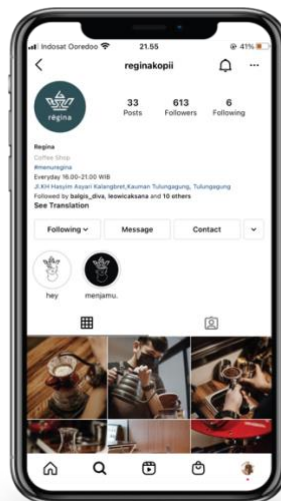 Indosat Ooredoo 21.55 41%
reginakopii
règina
33 613 6
Posts Followers Following
Regina
Coffee Shop
#menuregina
Everyday 16.00-21.00 WIB
Jl.KH Hasyim Asyari Kalangbret,Kauman Tulungagung, Tulungagung
Followed by balgis_diva, leowicaksana and 10 others
See Translation
Following Message Contact
hey menjamu.